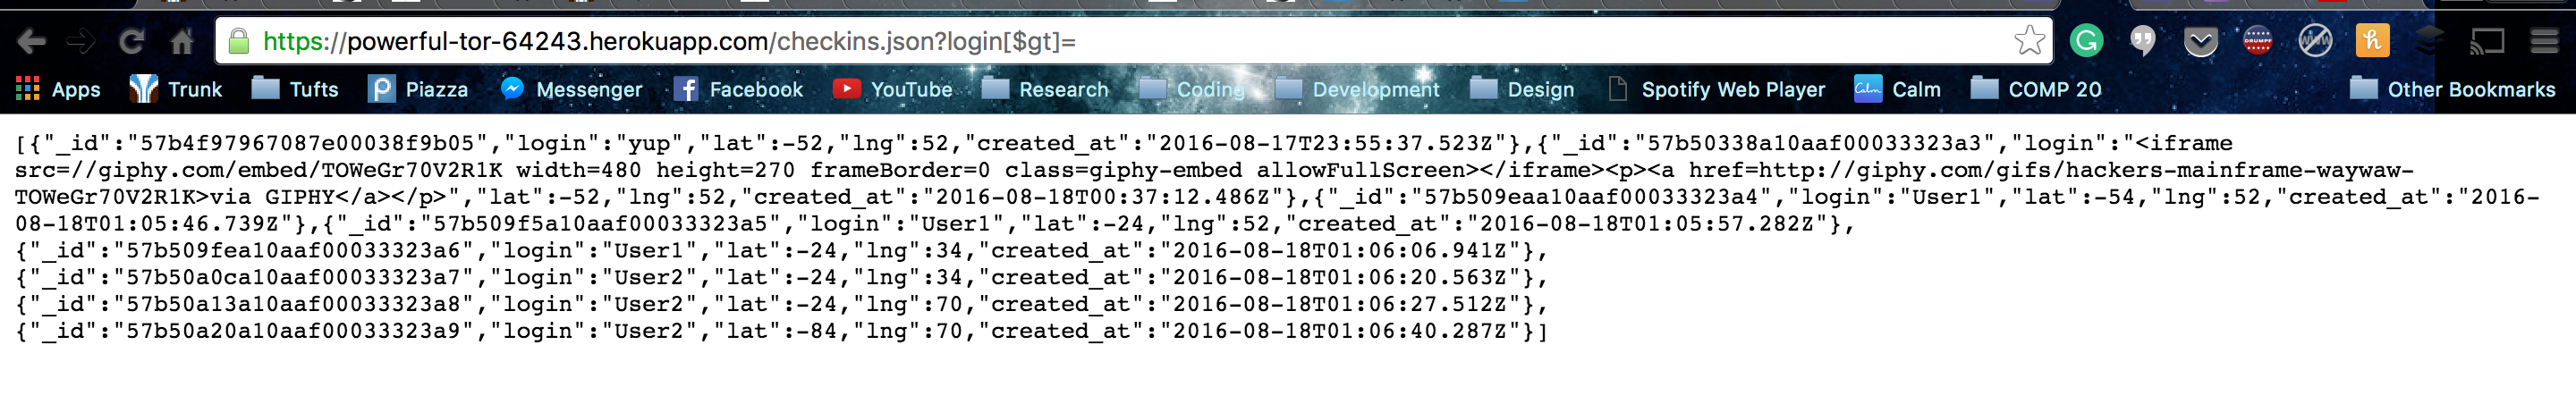 https://powerful-tor-64243.herokuapp.com/checkins.json?login[$gt]=
Apps Trunk Tufts Piazza Messenger Facebook YouTube Research Coding Development Design Spotify Web Player Calm COMP 20 Other Bookmarks
[{"_id":"57b4f97967087e00038f9b05","login":"yup","lat":-52,"lng":52,"created_at":"2016-08-17T23:55:37.523Z"},{"_id":"57b50338a10aaf00033323a3","login":"<iframe
src=//giphy.com/embed/TOWeGr70V2R1K width=480 height=270 frameBorder=0 class=giphy-embed allowFullScreen></iframe><p><a href=http://giphy.com/gifs/hackers-mainframe-waywaw-
TOWeGr70V2R1K>via GIPHY</a></p>","lat":-52,"lng":52,"created_at":"2016-08-18T00:37:12.486Z"},{"_id":"57b509eaa10aaf00033323a4","login":"User1","lat":-54,"lng":52,"created_at":"2016-
08-18T01:05:46.739Z"},{"_id":"57b509f5a10aaf00033323a5","login":"User1","lat":-24,"lng":52,"created_at":"2016-08-18T01:05:57.282Z"},
{"_id":"57b509fea10aaf00033323a6","login":"User1","lat":-24,"lng":34,"created_at":"2016-08-18T01:06:06.941Z"},
{"_id":"57b50a0ca10aaf00033323a7","login":"User2","lat":-24,"lng":34,"created_at":"2016-08-18T01:06:20.563Z"},
{"_id":"57b50a13a10aaf00033323a8","login":"User2","lat":-24,"lng":70,"created_at":"2016-08-18T01:06:27.512Z"},
{"_id":"57b50a20a10aaf00033323a9","login":"User2","lat":-84,"lng":70,"created_at":"2016-08-18T01:06:40.287Z"}]